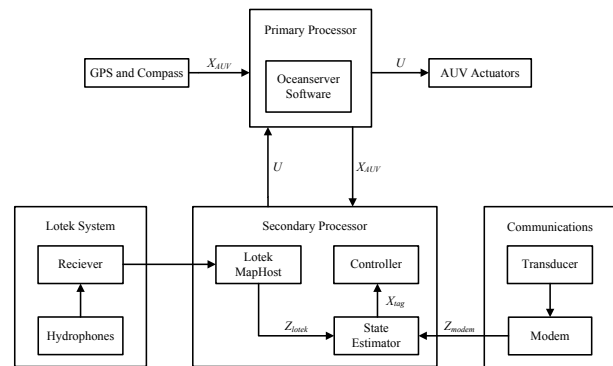 Primary Processor
GPS and Compass
X_AUV
Oceanserver
Software
U
AUV Actuators
U
X_AUV
Lotek System
Secondary Processor
Communications
Reciever
Lotek
MapHost
Controller
Transducer
X_tag
Hydrophones
Z_lotek
State
Estimator
Z_modem
Modem